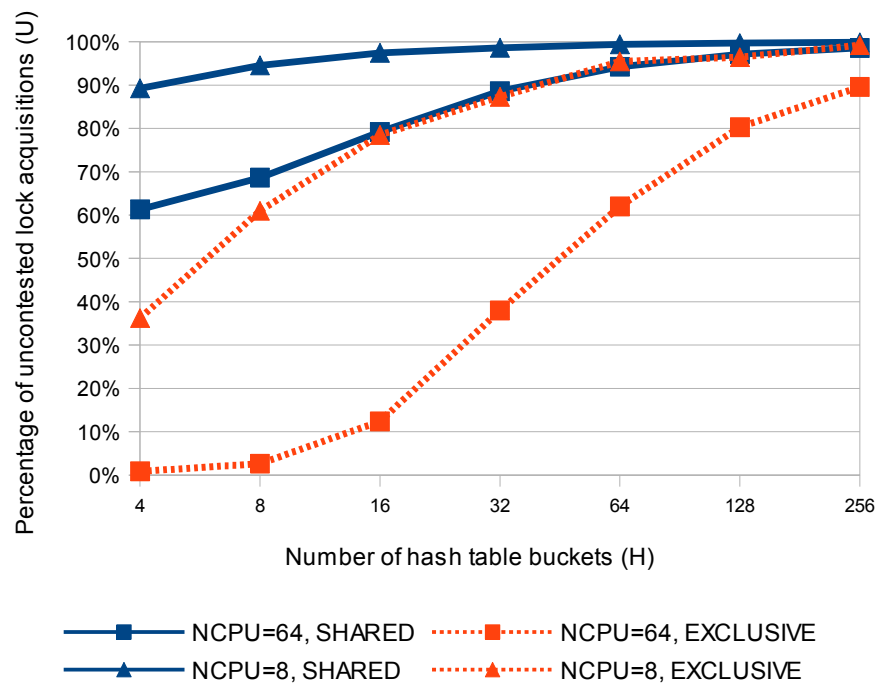 Percentage of uncontested lock acquisitions (U)
100%
90%
80%
70%
60%
50%
40%
30%
20%
10%
0%
4 8 16 32 64 128 256
Number of hash table buckets (H)
NCPU=64, SHARED NCPU=64, EXCLUSIVE
NCPU=8, SHARED NCPU=8, EXCLUSIVE